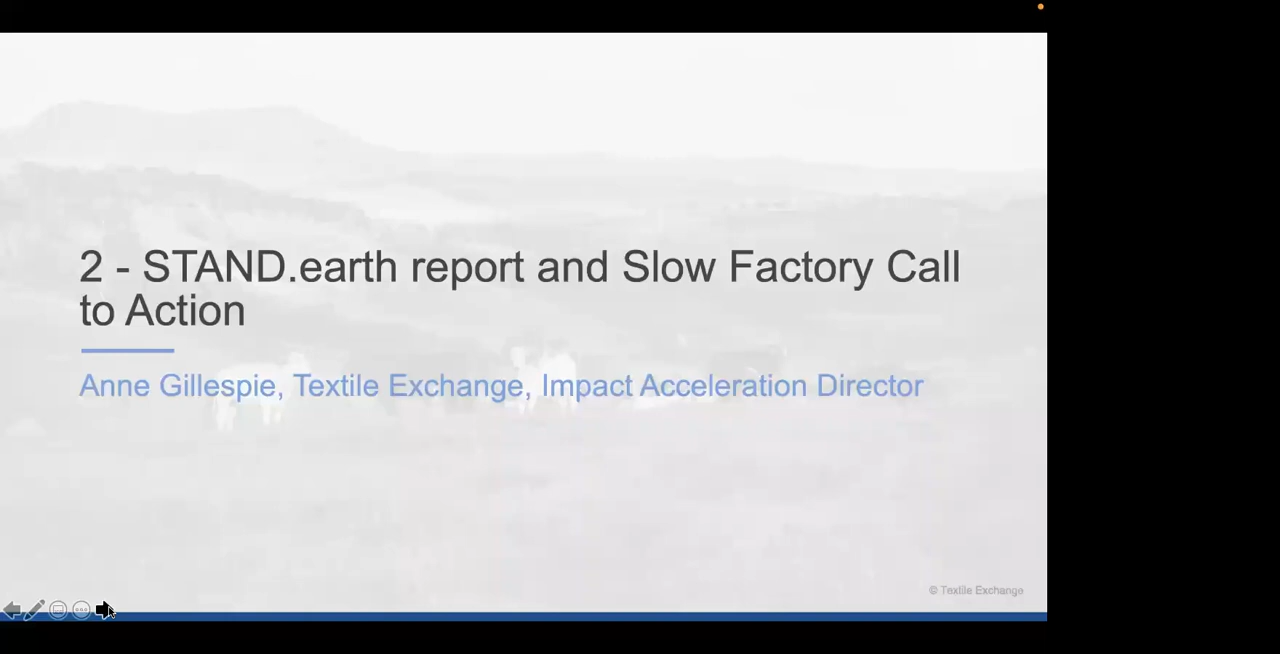 2 - STAND.earth report and Slow Factory Call
to Action
Anne Gillespie, Textile Exchange, Impact Acceleration Director
© Textile Exchange